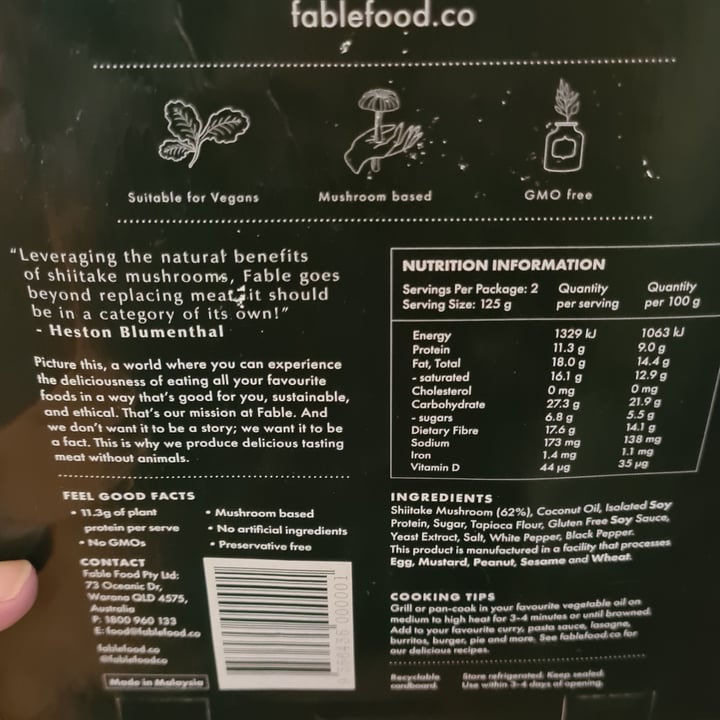 fablefood.co
Suitable for Vegans
Mushroom based
GMO free
"Leveraging the natural benefits
of shiitake mushrooms, Fable goes
beyond replacing meat, it should
be in a category of its own!"
- Heston Blumenthal
Picture this, a world where you can experience
the deliciousness of eating all your favourite
foods in a way that's good for you, sustainable,
and ethical. That's our mission at Fable. And
we don't want it to be a story; we want it to be
a fact. This is why we produce delicious tasting
meat without animals.
FEEL GOOD FACTS
• 11.3g of plant
protein per serve
• No GMOs
• Mushroom based
• No artificial ingredients
• Preservative free
CONTACT
Fable Food Pty Ltd:
73 Oceanic Dr,
Warana QLD 4575,
Australia
P: 1800 960 133
E: food@fablefood.co
fablefood.co
@fablefoodco
Made in Malaysia
NUTRITION INFORMATION
Servings Per Package: 2 Quantity Quantity
Serving Size: 125 g per serving per 100 g
Energy 1329 kJ 1063 kJ
Protein 11.3 g 9.0 g
Fat, Total 18.0 g 14.4 g
- saturated 16.1 g 12.9 g
Cholesterol 0 mg 0 mg
Carbohydrate 27.3 g 21.9 g
- sugars 6.8 g 5.5 g
Dietary Fibre 17.6 g 14.1 g
Sodium 173 mg 138 mg
Iron 1.4 mg 1.1 mg
Vitamin D 44 µg 35 µg
INGREDIENTS
Shiitake Mushroom (62%), Coconut Oil, Isolated Soy
Protein, Sugar, Tapioca Flour, Gluten Free Soy Sauce,
Yeast Extract, Salt, White Pepper, Black Pepper.
This product is manufactured in a facility that processes
Egg, Mustard, Peanut, Sesame and Wheat.
COOKING TIPS
Grill or pan-cook in your favourite vegetable oil on
medium to high heat for 3-4 minutes or until browned.
Add to your favourite curry, pasta sauce, lasagne,
burritos, burger, pie and more. See fablefood.co for
our delicious recipes.
Recyclable
cardboard.
Store refrigerated. Keep sealed.
Use within 3-4 days of opening.